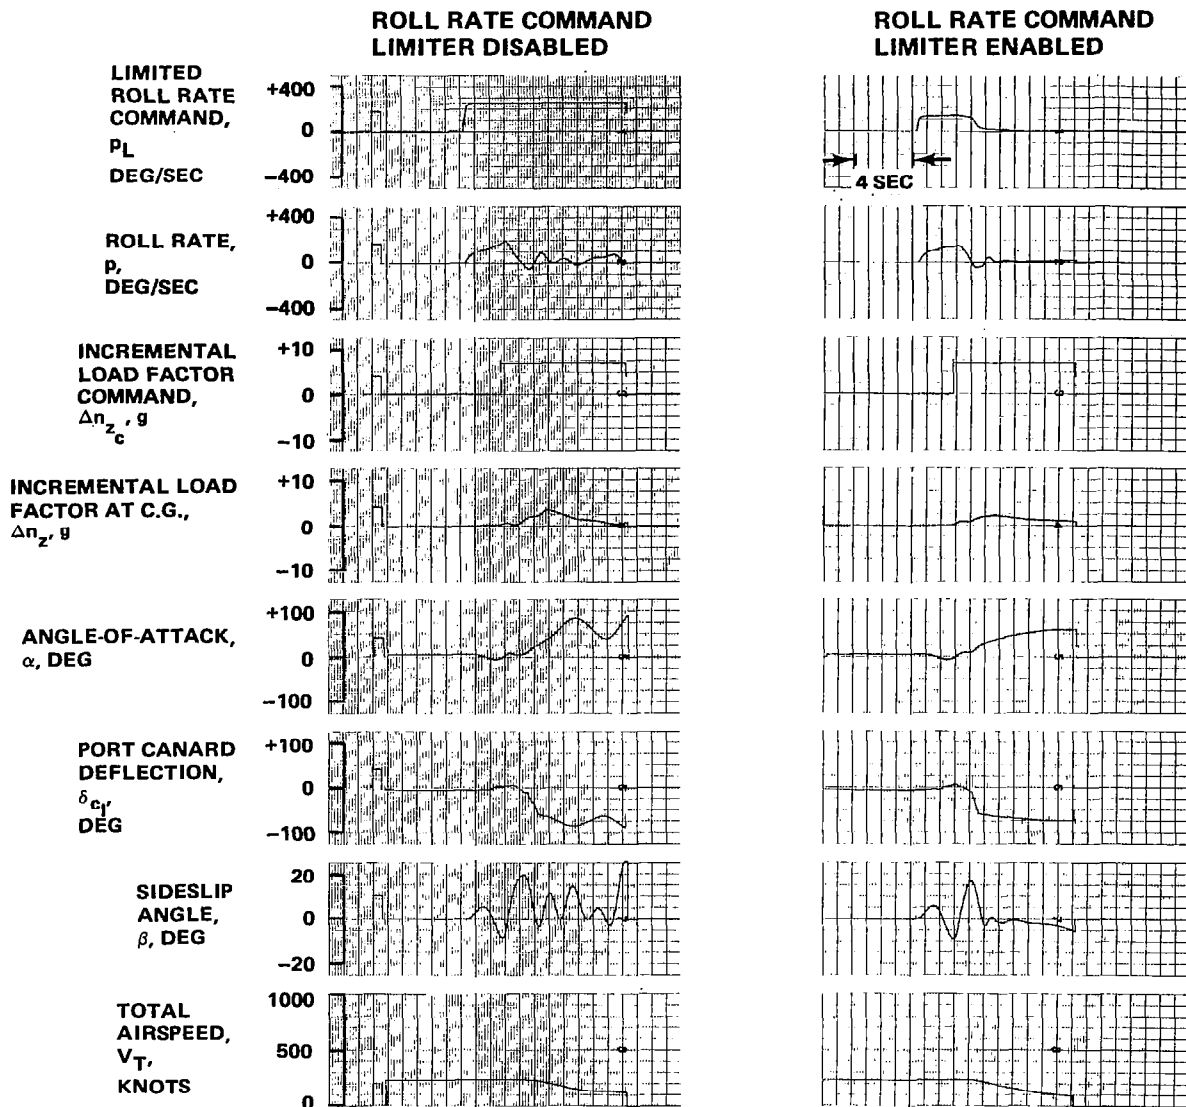 ROLL RATE COMMAND
LIMITER DISABLED
ROLL RATE COMMAND
LIMITER ENABLED
LIMITED
ROLL RATE
COMMAND,
pL
DEG/SEC
+400
0
−400
4 SEC
ROLL RATE,
p,
DEG/SEC
+400
0
−400
INCREMENTAL
LOAD FACTOR
COMMAND,
Δnzc, g
+10
0
−10
INCREMENTAL LOAD
FACTOR AT C.G.,
Δnz, g
+10
0
−10
ANGLE-OF-ATTACK,
α, DEG
+100
0
−100
PORT CANARD
DEFLECTION,
δcl,
DEG
+100
0
−100
SIDESLIP
ANGLE,
β, DEG
20
0
−20
TOTAL
AIRSPEED,
VT,
KNOTS
1000
500
0